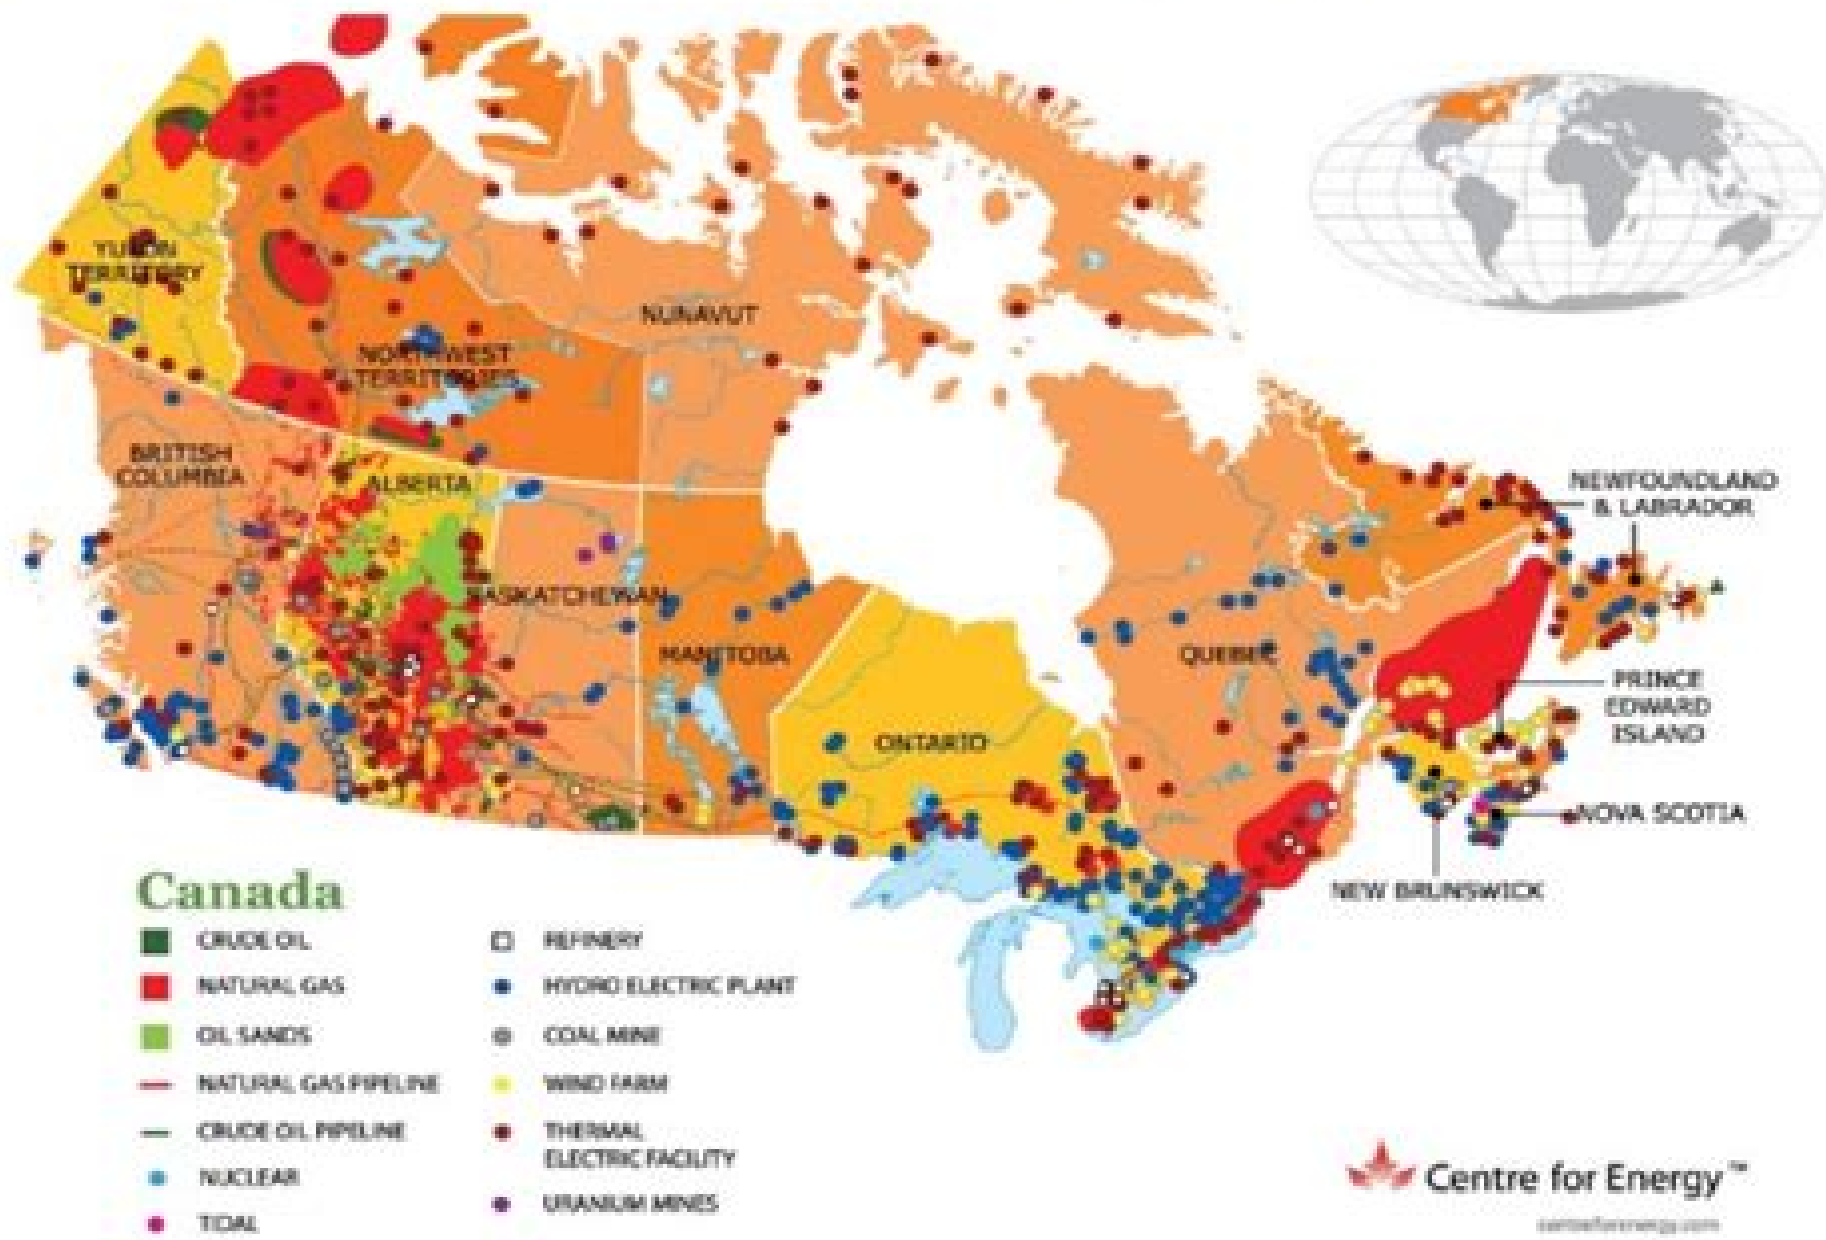 YUKON
TERRITORY
NUNAVUT
NORTHWEST
TERRITORIES
BRITISH
COLUMBIA
ALBERTA
NEWFOUNDLAND
& LABRADOR
SASKATCHEWAN
MANITOBA
QUEBEC
PRINCE
EDWARD
ISLAND
ONTARIO
NOVA SCOTIA
NEW BRUNSWICK
Canada
CRUDE OIL
NATURAL GAS
OIL SANDS
NATURAL GAS PIPELINE
CRUDE OIL PIPELINE
NUCLEAR
TIDAL
REFINERY
HYDRO ELECTRIC PLANT
COAL MINE
WIND FARM
THERMAL
ELECTRIC FACILITY
URANIUM MINES
Centre for Energy™
centreforenergy.com